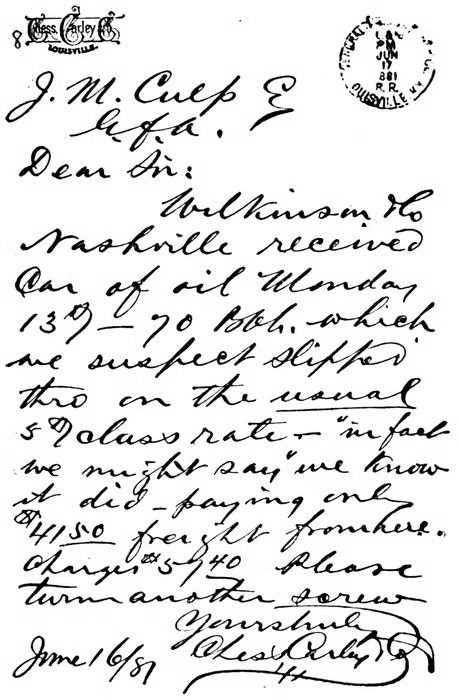 Chess, Carley Co
LOUISVILLE.
8
GENERAL
L & N
PM
JUN
17
881
R. R.
LOUISVILLE KY
J. M. Culp E
G.F.A.
Dear Sir:
Wilkinson & Co
Nashville received
Car of oil Monday
13th — 70 Bbls. which
we suspect slipped
thro on the usual
5th class rate — "in fact
we might say" we know
it did — paying only
$41.50 freight from here.
Charges $57.40 Please
turn another screw
Yours truly
Chess Carley Co
June 16/81